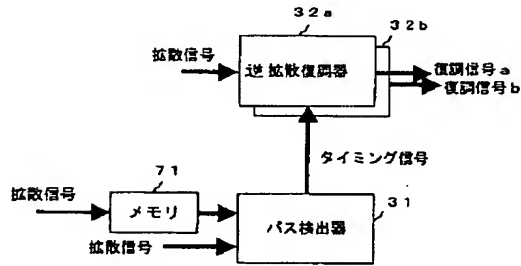 32a
32b
拡散信号
逆拡散復調器
復調信号a
復調信号b
タイミング信号
71
拡散信号
メモリ
31
パス検出器
拡散信号